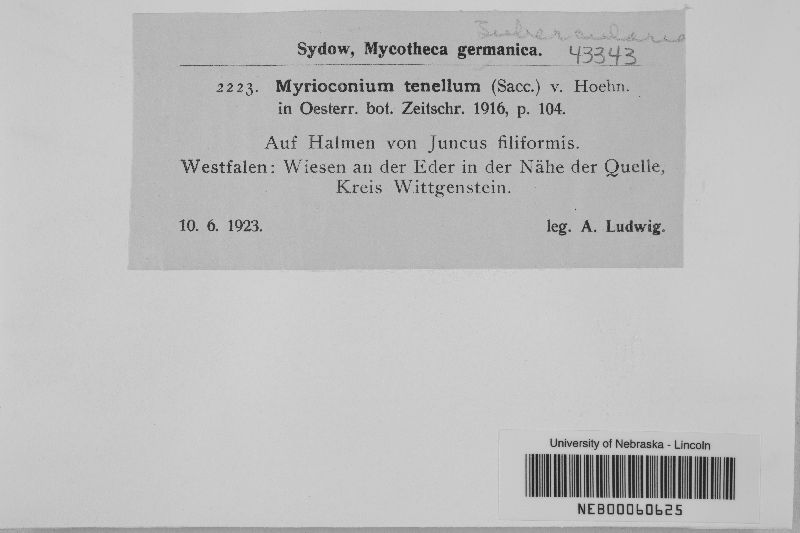 Sydow, Mycotheca germanica. 43343
2223. Myrioconium tenellum (Sacc.) v. Hoehn.
in Oesterr. bot. Zeitschr. 1916, p. 104.
Auf Halmen von Juncus filiformis.
Westfalen: Wiesen an der Eder in der Nähe der Quelle,
Kreis Wittgenstein.
10. 6. 1923. leg. A. Ludwig.
University of Nebraska - Lincoln
NEB00060625